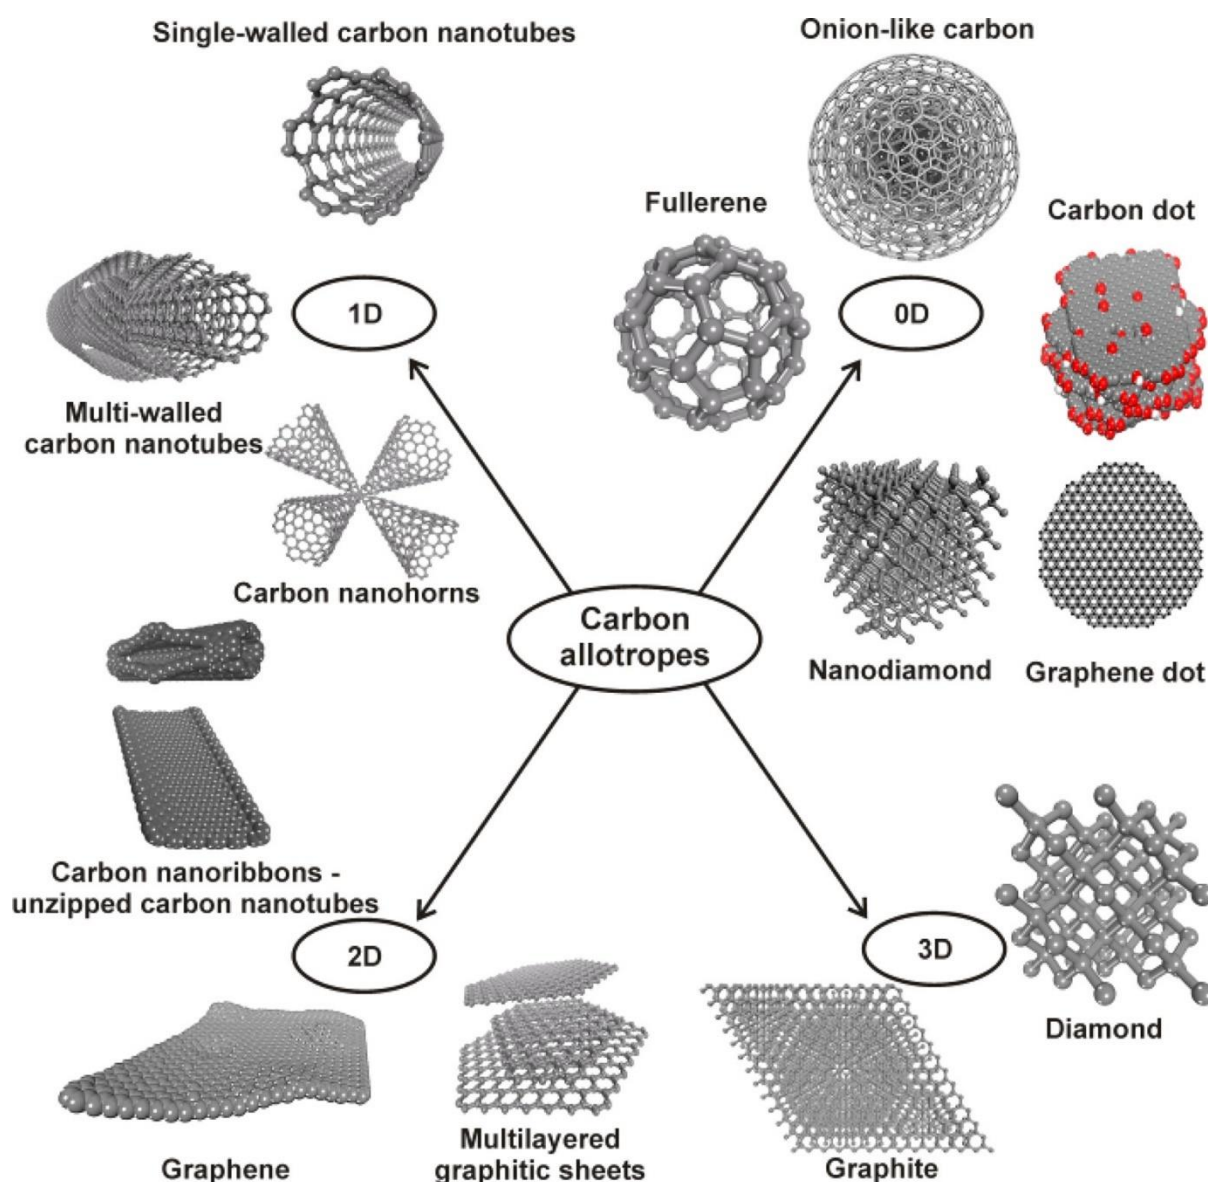 Single-walled carbon nanotubes
Onion-like carbon
Fullerene
Carbon dot
1D
0D
Multi-walled
carbon nanotubes
Carbon nanohorns
Carbon
allotropes
Nanodiamond
Graphene dot
Carbon nanoribbons -
unzipped carbon nanotubes
2D
3D
Diamond
Graphene
Multilayered
graphitic sheets
Graphite